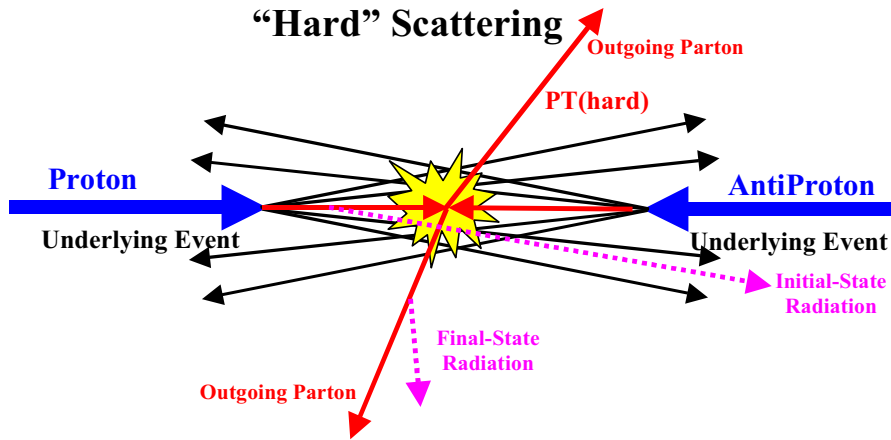 “Hard” Scattering
Outgoing Parton
PT(hard)
Proton
AntiProton
Underlying Event
Underlying Event
Initial-State
Radiation
Final-State
Radiation
Outgoing Parton